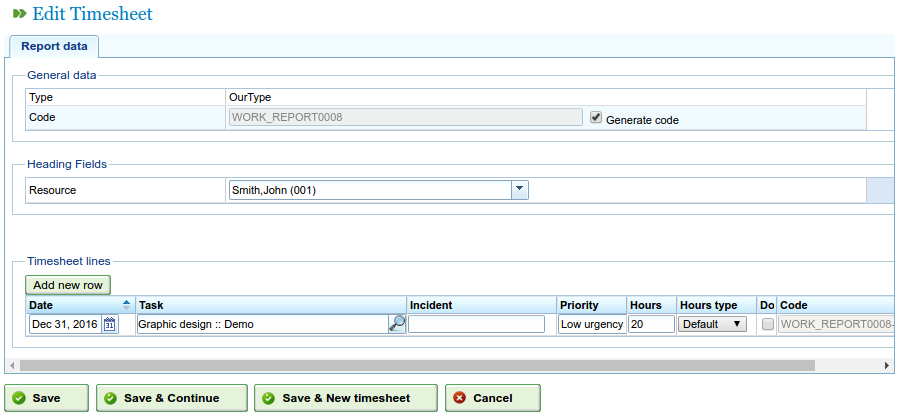 Edit Timesheet
Report data
General data
Type OurType
Code WORK_REPORT0008 Generate code
Heading Fields
Resource Smith,John (001)
Timesheet lines
Add new row
Date Task Incident Priority Hours Hours type Do Code
Dec 31, 2016 31 Graphic design :: Demo Low urgency 20 Default WORK_REPORT0008-
Save Save & Continue Save & New timesheet Cancel